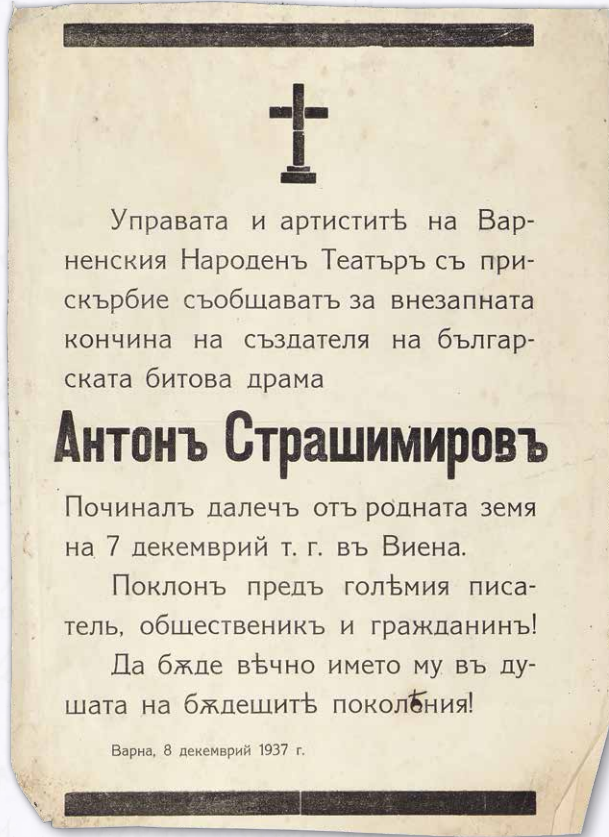 Управата и артиститѣ на Вар-
ненския Народенъ Театъръ съ при-
скърбие съобщаватъ за внезапната
кончина на създателя на българ-
ската битова драма
Антонъ Страшимировъ
Починалъ далечъ отъ родната земя
на 7 декемврий т. г. въ Виена.
Поклонъ предъ голѣмия писа-
тель, общественикъ и гражданинъ!
Да бѫде вѣчно името му въ ду-
шата на бѫдещитѣ поколѣния!
Варна, 8 декемврий 1937 г.